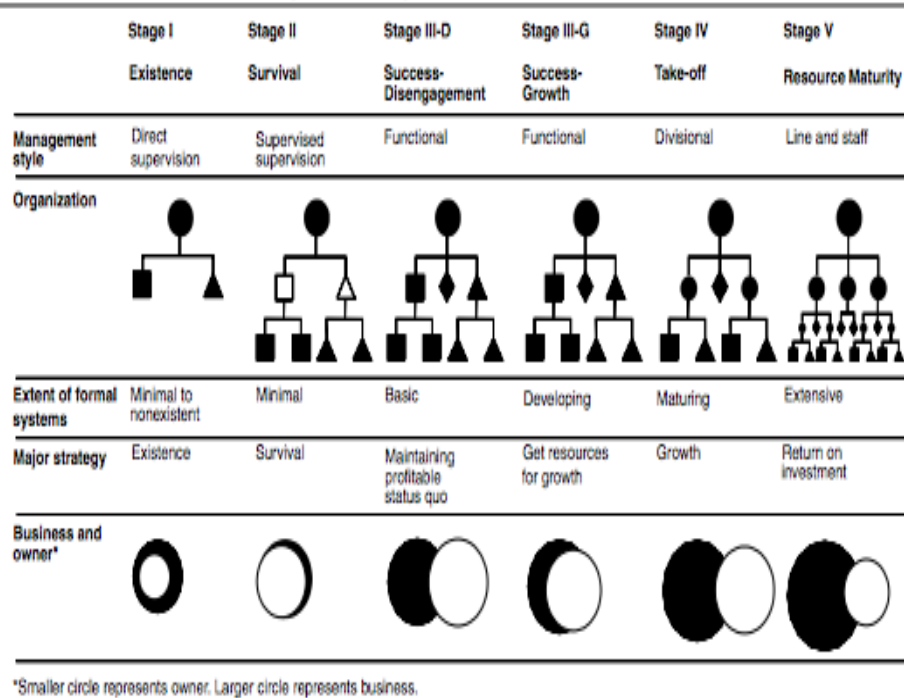 Stage I Stage II Stage III-D Stage III-G Stage IV Stage V
Existence Survival Success- Success- Take-off Resource Maturity
Disengagement Growth
Management Direct Supervised Functional Functional Divisional Line and staff
style supervision supervision
Organization
Extent of formal Minimal to Minimal Basic Developing Maturing Extensive
systems nonexistent
Major strategy Existence Survival Maintaining Get resources Growth Return on
profitable for growth investment
status quo
Business and
owner*
*Smaller circle represents owner. Larger circle represents business.